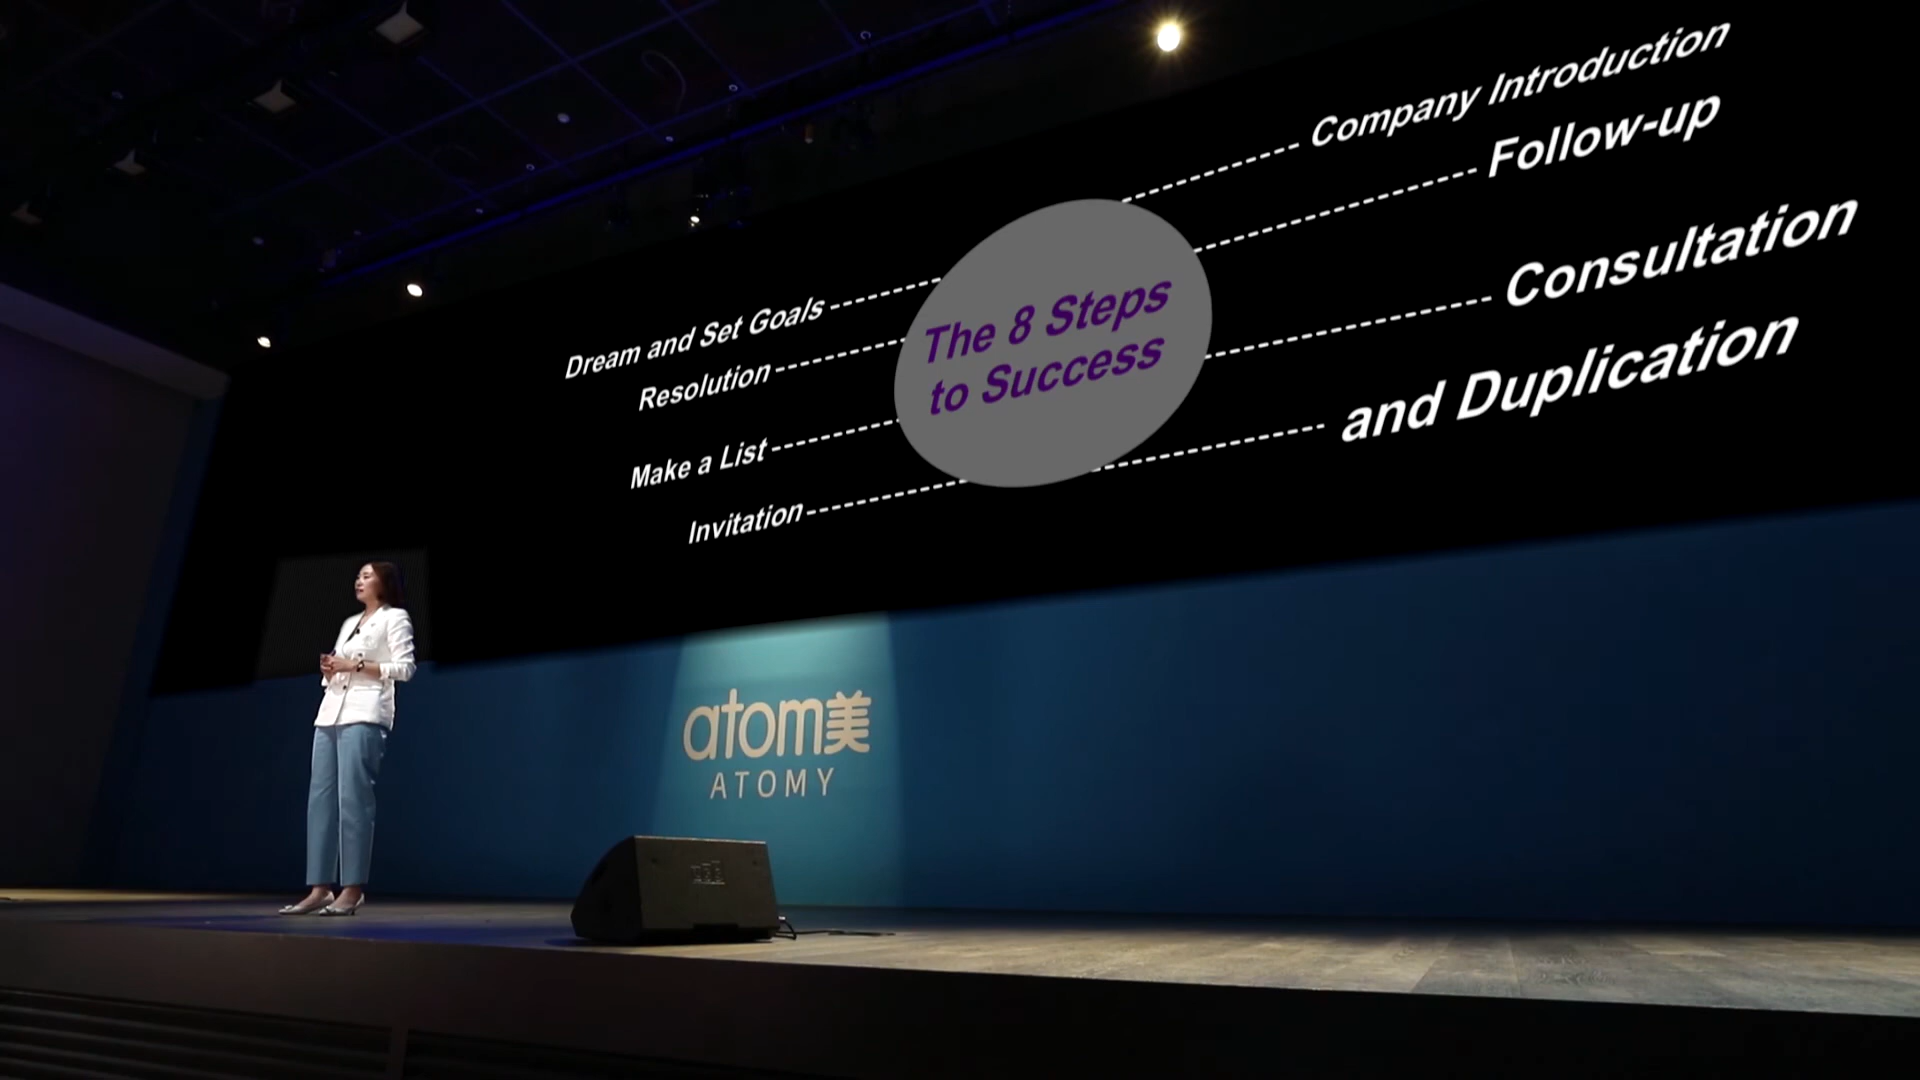 The 8 Steps
to Success
Dream and Set Goals
Resolution
Make a List
Invitation
Company Introduction
Follow-up
Consultation
and Duplication
atom美
ATOMY